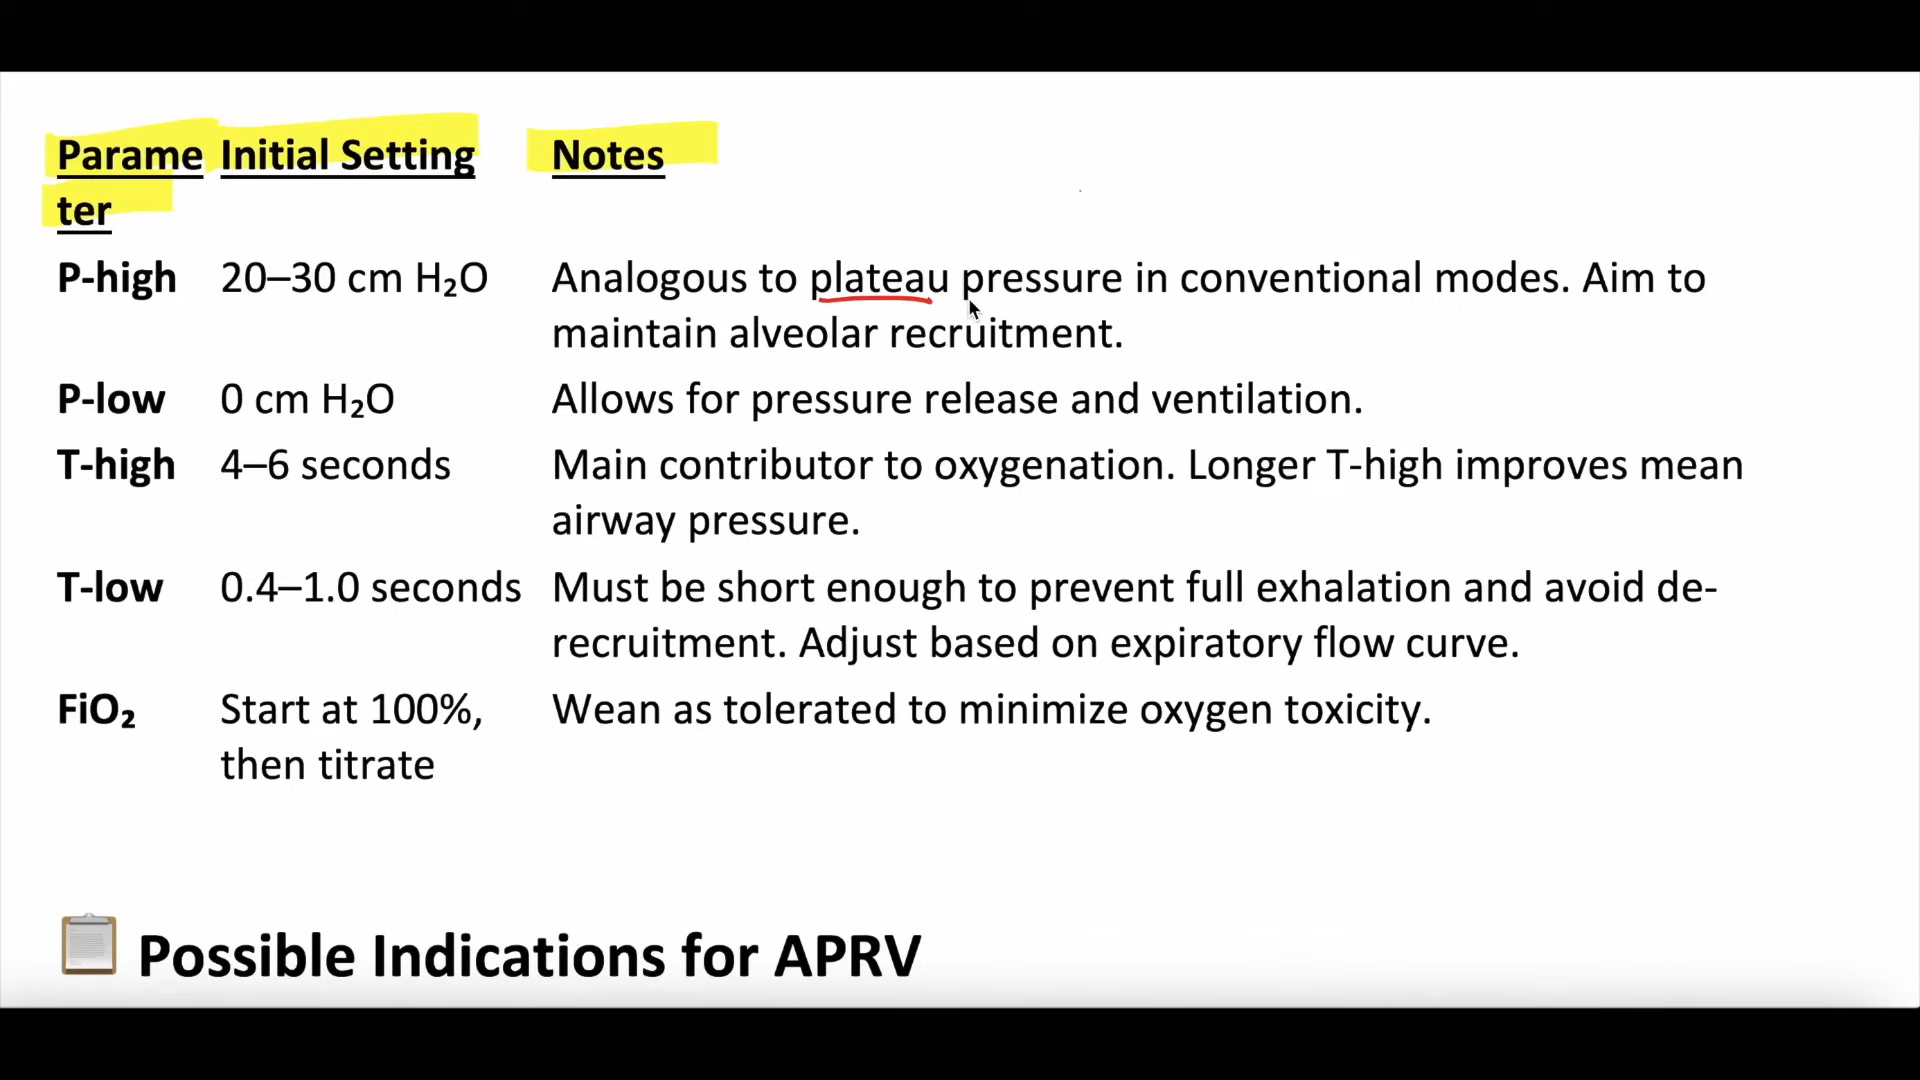 Parame Initial Setting Notes
ter
P-high 20–30 cm H₂O Analogous to plateau pressure in conventional modes. Aim to
maintain alveolar recruitment.
P-low 0 cm H₂O Allows for pressure release and ventilation.
T-high 4–6 seconds Main contributor to oxygenation. Longer T-high improves mean
airway pressure.
T-low 0.4–1.0 seconds Must be short enough to prevent full exhalation and avoid de-
recruitment. Adjust based on expiratory flow curve.
FiO₂ Start at 100%, Wean as tolerated to minimize oxygen toxicity.
then titrate
Possible Indications for APRV